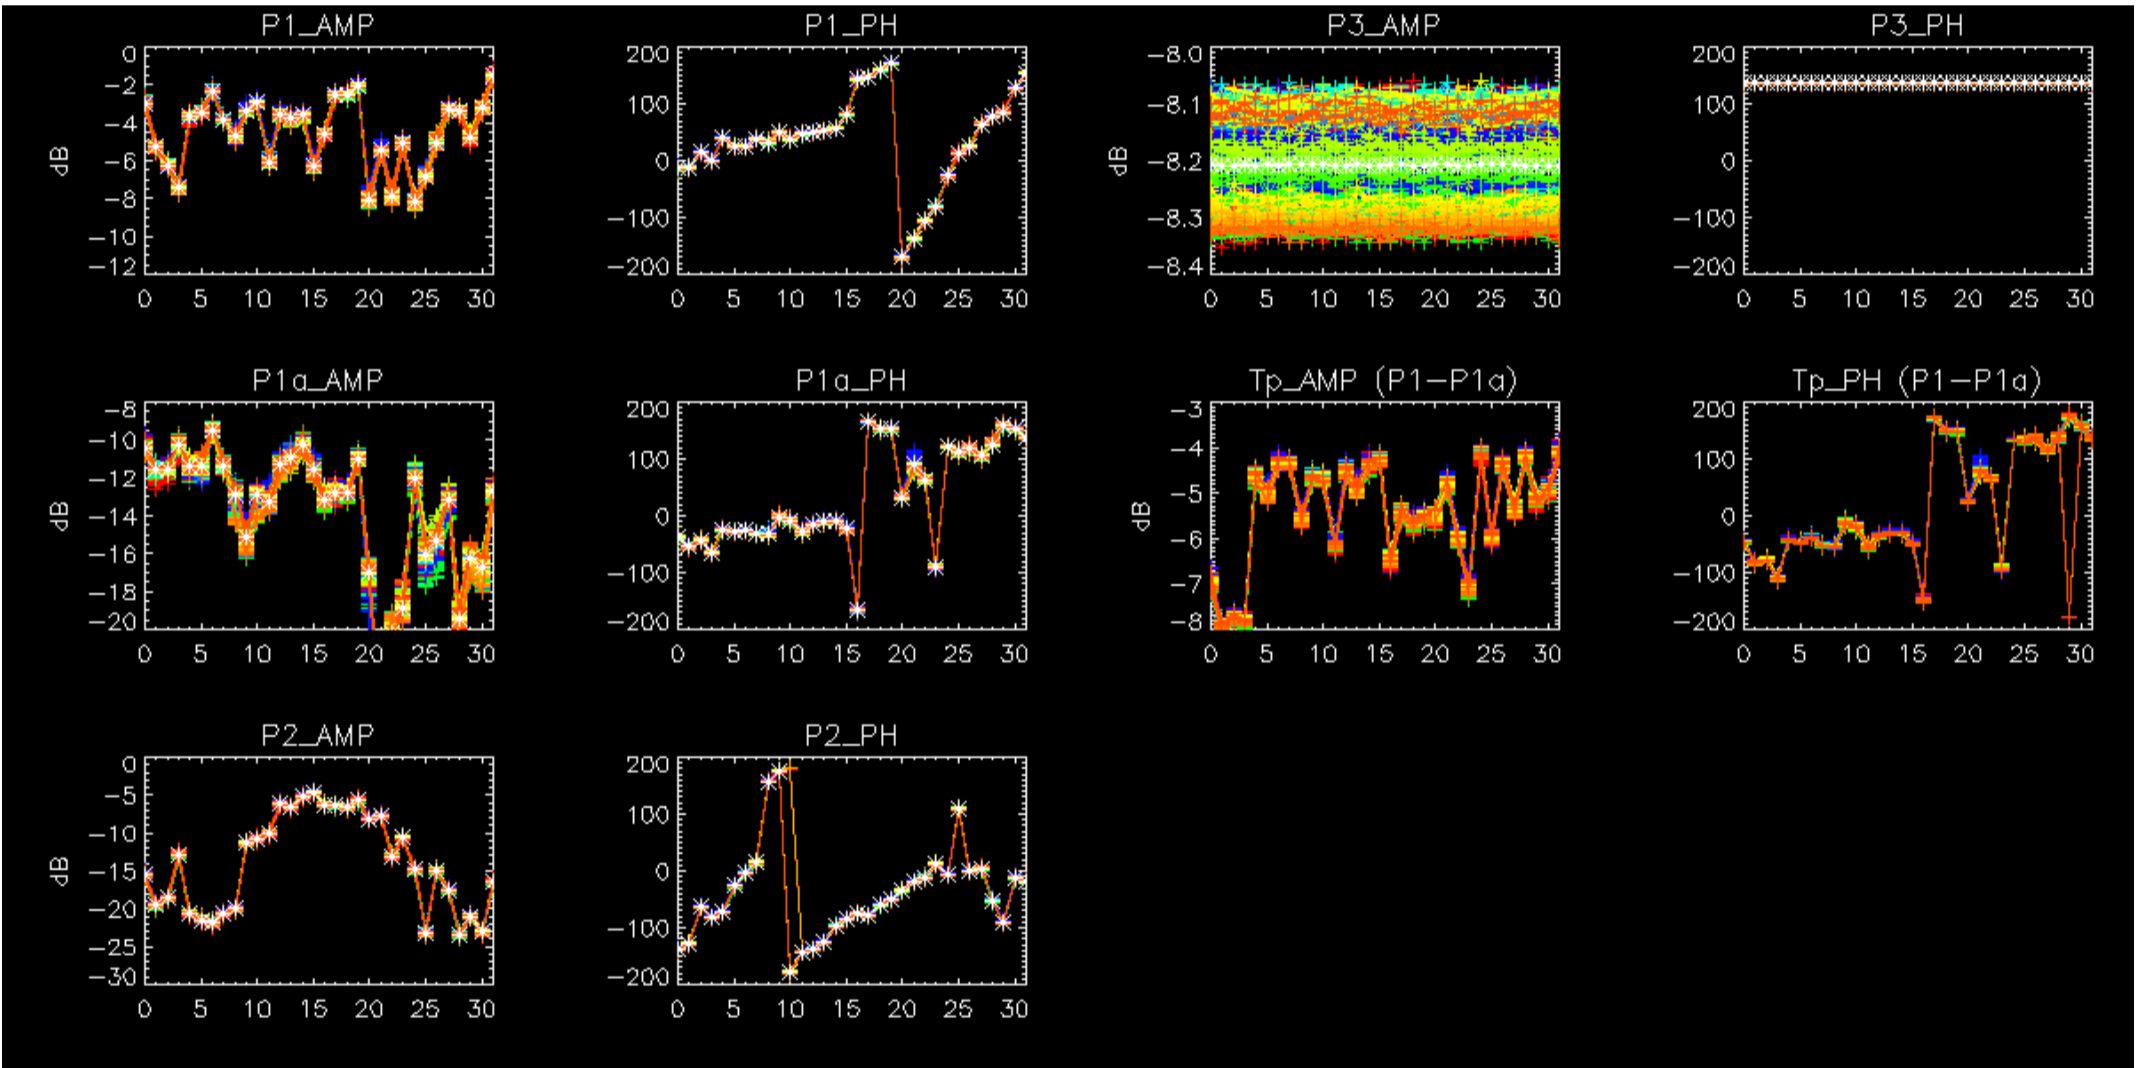 P1_AMP
P1_PH
P3_AMP
P3_PH
0
-2
-4
-6
-8
-10
-12
dB
0 5 10 15 20 25 30
200
100
0
-100
-200
0 5 10 15 20 25 30
-8.0
-8.1
-8.2
-8.3
-8.4
dB
0 5 10 15 20 25 30
200
100
0
-100
-200
0 5 10 15 20 25 30
P1a_AMP
P1a_PH
Tp_AMP (P1-P1a)
Tp_PH (P1-P1a)
-8
-10
-12
-14
-16
-18
-20
dB
0 5 10 15 20 25 30
200
100
0
-100
-200
0 5 10 15 20 25 30
-3
-4
-5
-6
-7
-8
dB
0 5 10 15 20 25 30
200
100
0
-100
-200
0 5 10 15 20 25 30
P2_AMP
P2_PH
0
-5
-10
-15
-20
-25
-30
dB
0 5 10 15 20 25 30
200
100
0
-100
-200
0 5 10 15 20 25 30